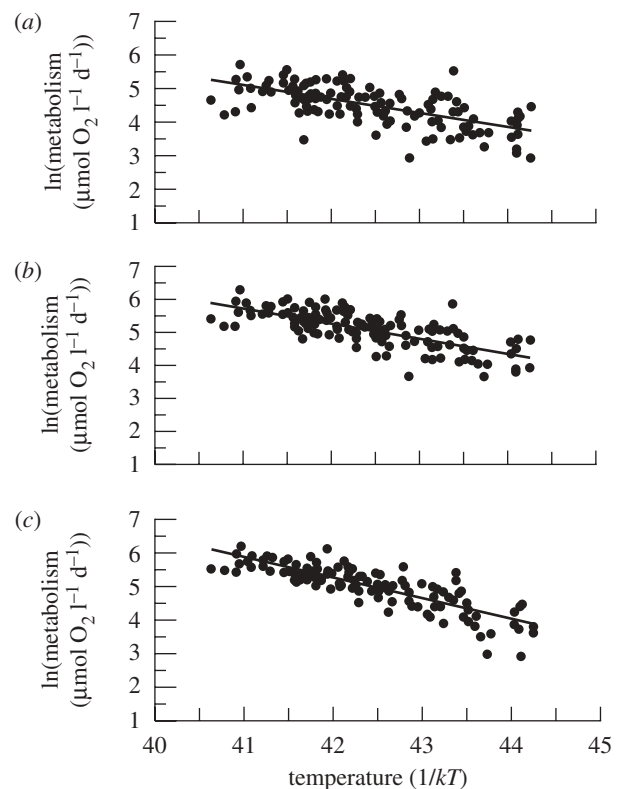 (a)
7
6
5
4
3
2
1
ln(metabolism
(μmol O2 l–1 d–1))
(b)
7
6
5
4
3
2
1
ln(metabolism
(μmol O2 l–1 d–1))
(c)
7
6
5
4
3
2
1
ln(metabolism
(μmol O2 l–1 d–1))
40 41 42 43 44 45
temperature (1/kT)